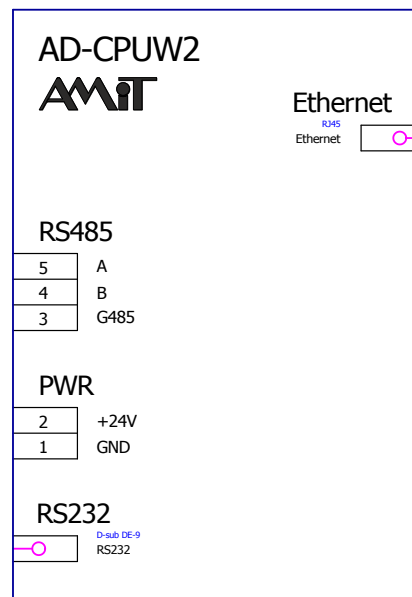 AD-CPUW2
AMiT
Ethernet
RJ45
Ethernet
RS485
5 A
4 B
3 G485
PWR
2 +24V
1 GND
RS232
D-sub DE-9
RS232